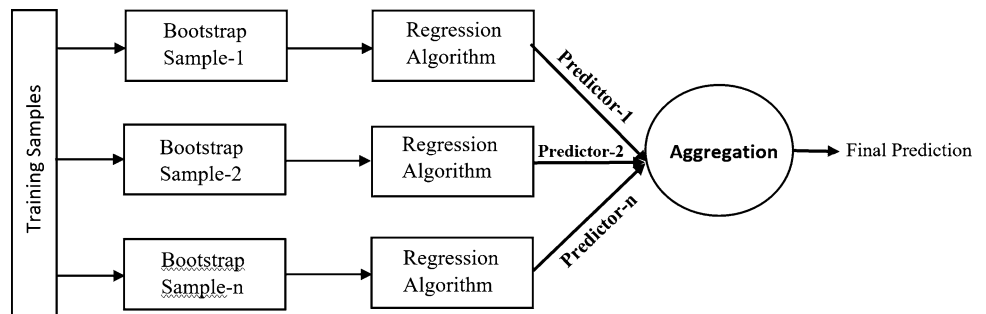 Training Samples
Bootstrap
Sample-1
Regression
Algorithm
Predictor-1
Bootstrap
Sample-2
Regression
Algorithm
Predictor-2
Bootstrap
Sample-n
Regression
Algorithm
Predictor-n
Aggregation
Final Prediction